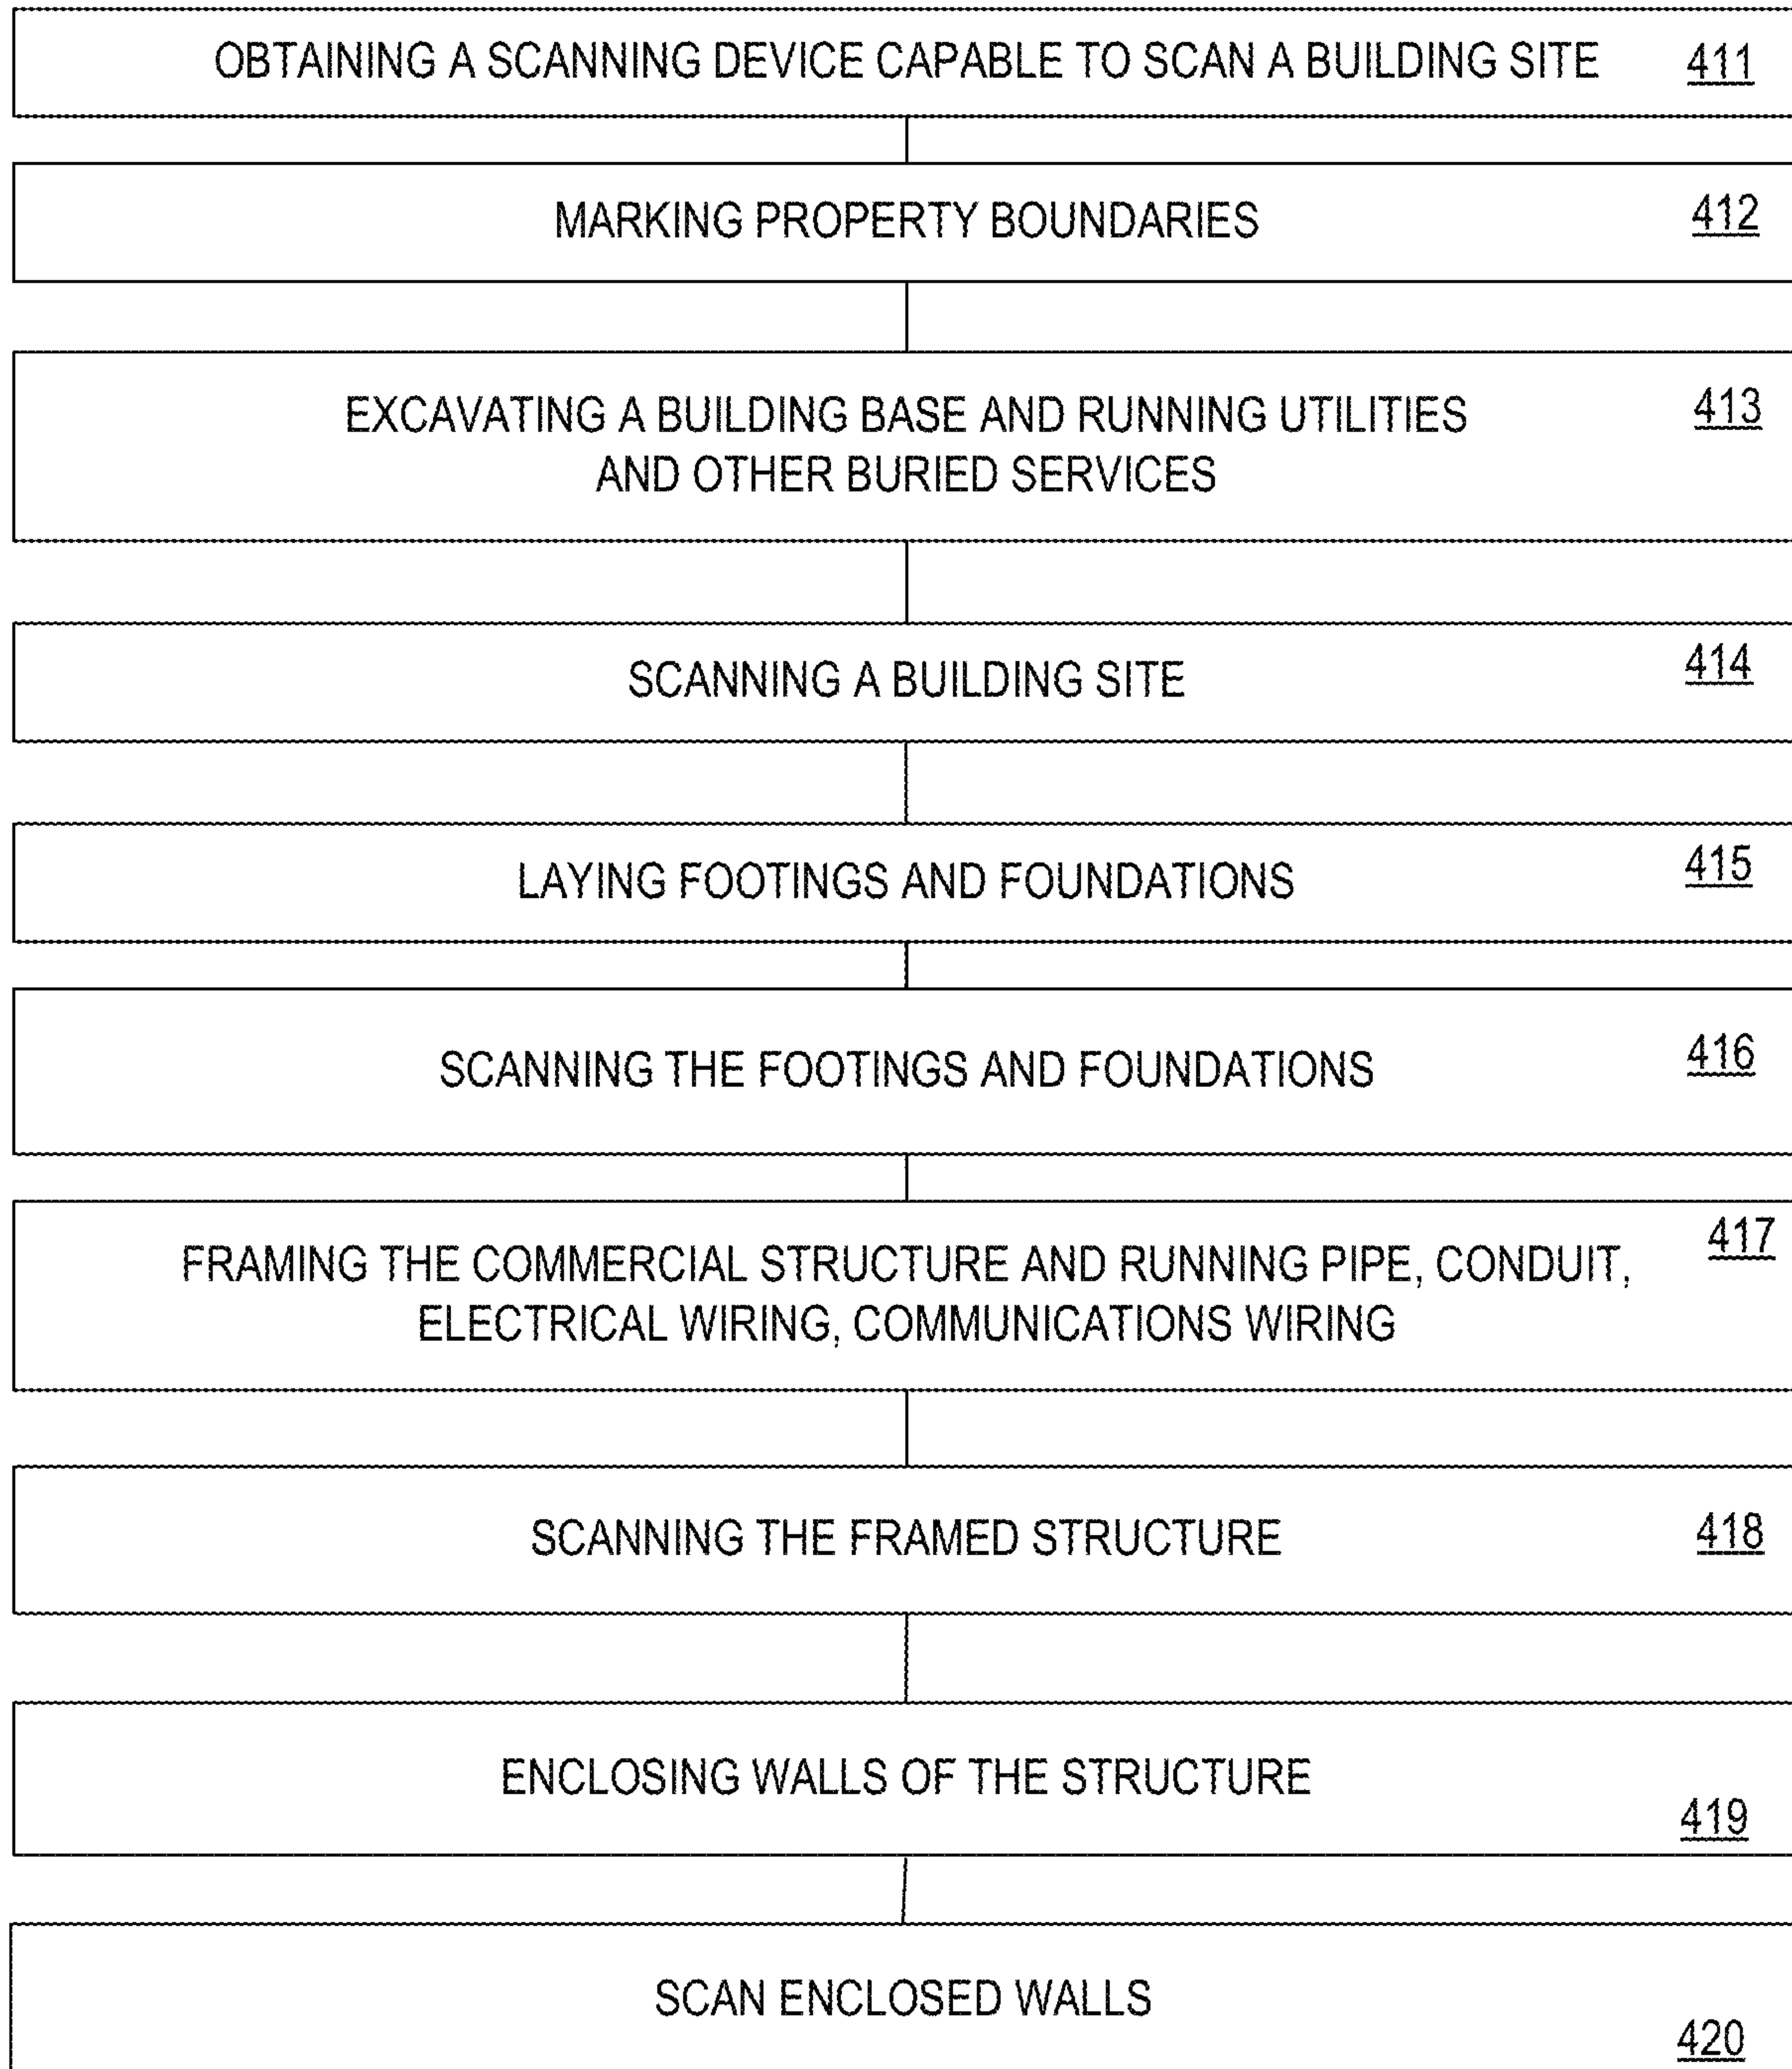 OBTAINING A SCANNING DEVICE CAPABLE TO SCAN A BUILDING SITE 411
MARKING PROPERTY BOUNDARIES 412
EXCAVATING A BUILDING BASE AND RUNNING UTILITIES 413
AND OTHER BURIED SERVICES
SCANNING A BUILDING SITE 414
LAYING FOOTINGS AND FOUNDATIONS 415
SCANNING THE FOOTINGS AND FOUNDATIONS 416
FRAMING THE COMMERCIAL STRUCTURE AND RUNNING PIPE, CONDUIT, 417
ELECTRICAL WIRING, COMMUNICATIONS WIRING
SCANNING THE FRAMED STRUCTURE 418
ENCLOSING WALLS OF THE STRUCTURE
419
SCAN ENCLOSED WALLS
420